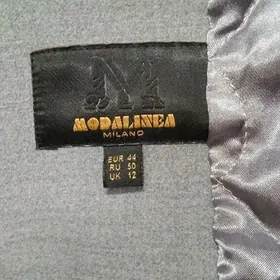 M
MODALINEA
MILANO
EUR 44
RU 50
UK 12